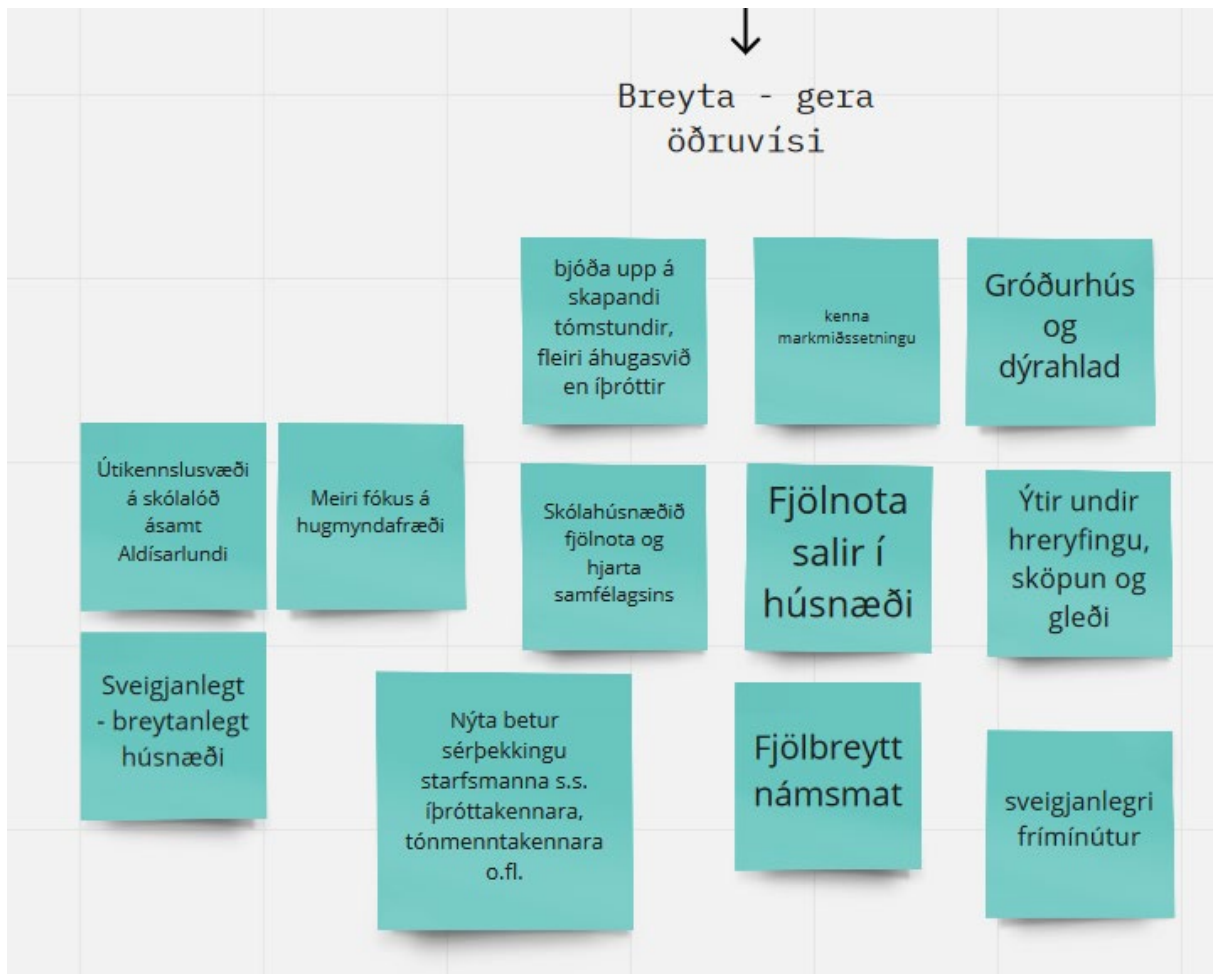 Breyta - gera
öðruvísi
bjóða upp á
skapandi
tómstundir,
fleiri áhugasvið
en íþróttir
kenna
markmiðssetningu
Gróðurhús
og
dýrahlad
Útikennslusvæði
á skólalóð
ásamt
Aldísarlundi
Meiri fókus á
hugmyndafræði
Skólahúsnæðið
fjölnota og
hjarta
samfélagsins
Fjölnota
salir í
húsnæði
Ýtir undir
hreryfingu,
sköpun og
gleði
Sveigjanlegt
- breytanlegt
húsnæði
Nýta betur
sérþekkingu
starfsmanna s.s.
íþróttakennara,
tónmenntakennara
o.fl.
Fjölbreytt
námsmat
sveigjanlegri
frímínútur